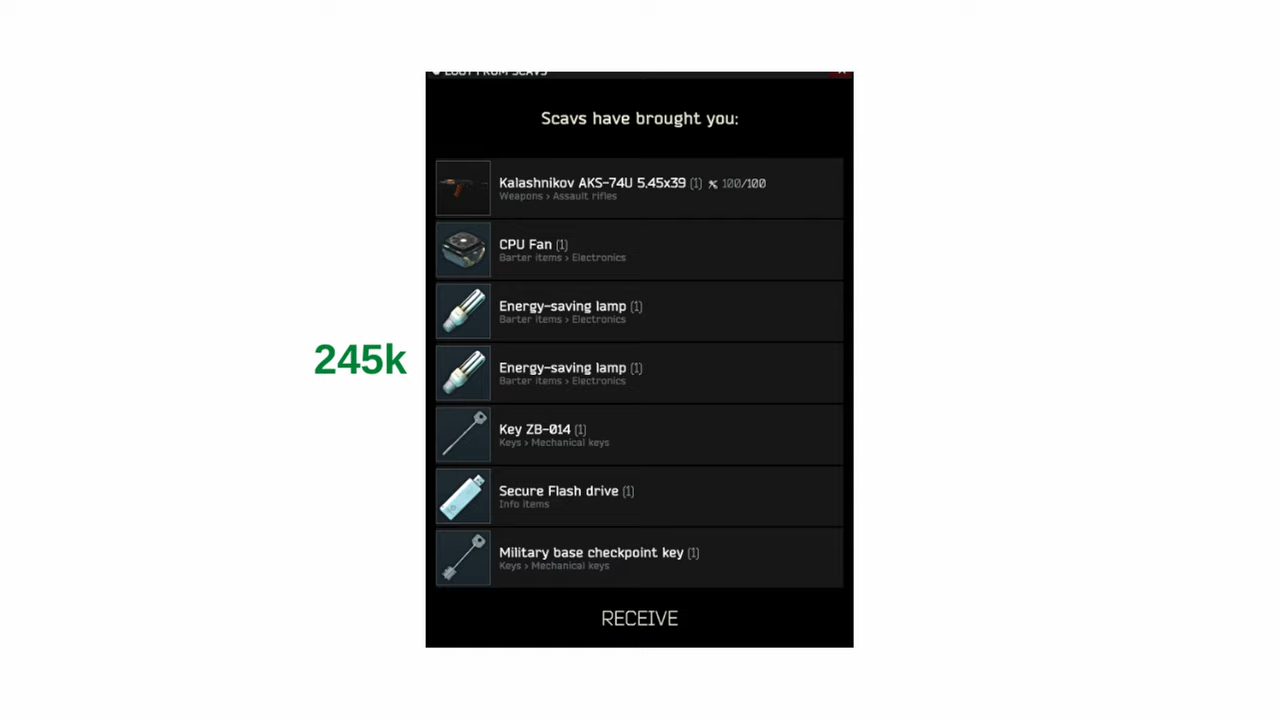 LOOT FROM SCAVS
Scavs have brought you:
Kalashnikov AKS-74U 5.45x39 (1) 100/100
Weapons > Assault rifles
CPU Fan (1)
Barter items > Electronics
Energy-saving lamp (1)
Barter items > Electronics
245k
Energy-saving lamp (1)
Barter items > Electronics
Key ZB-014 (1)
Keys > Mechanical keys
Secure Flash drive (1)
Info items
Military base checkpoint key (1)
Keys > Mechanical keys
RECEIVE